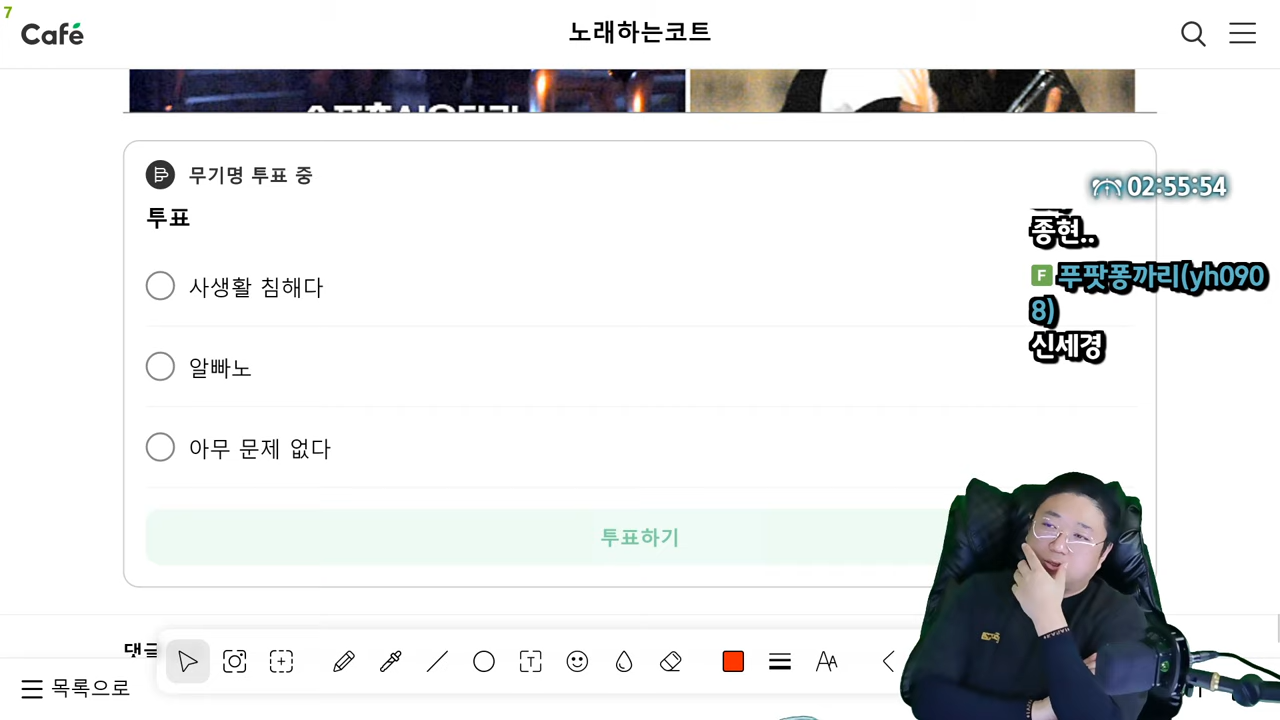 7
Café
노래하는코트
무기명 투표 중
투표
02:55:54
종현..
F 푸팟퐁까리(yh090
8)
신세경
사생활 침해다
알빠노
아무 문제 없다
투표하기
댓글
목록으로